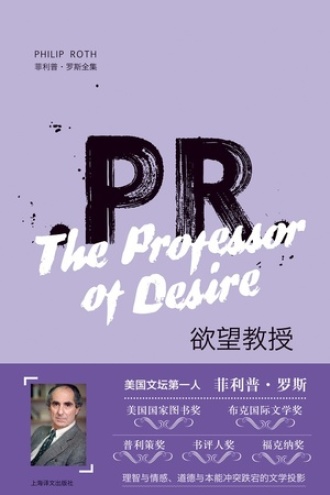 PHILIP ROTH
菲利普·罗斯全集
PR
The Professor
of Desire
欲望教授
美国文坛第一人 菲利普·罗斯
美国国家图书奖 布克国际文学奖
普利策奖 书评人奖 福克纳奖
理智与情感、道德与本能冲突跌宕的文学投影
上海译文出版社